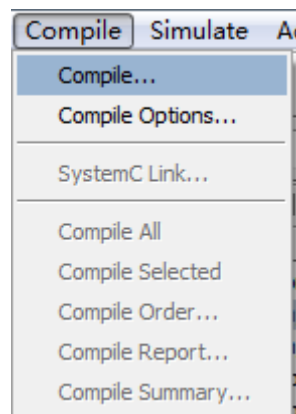 Compile Simulate A
Compile...
Compile Options...
SystemC Link...
Compile All
Compile Selected
Compile Order...
Compile Report...
Compile Summary...